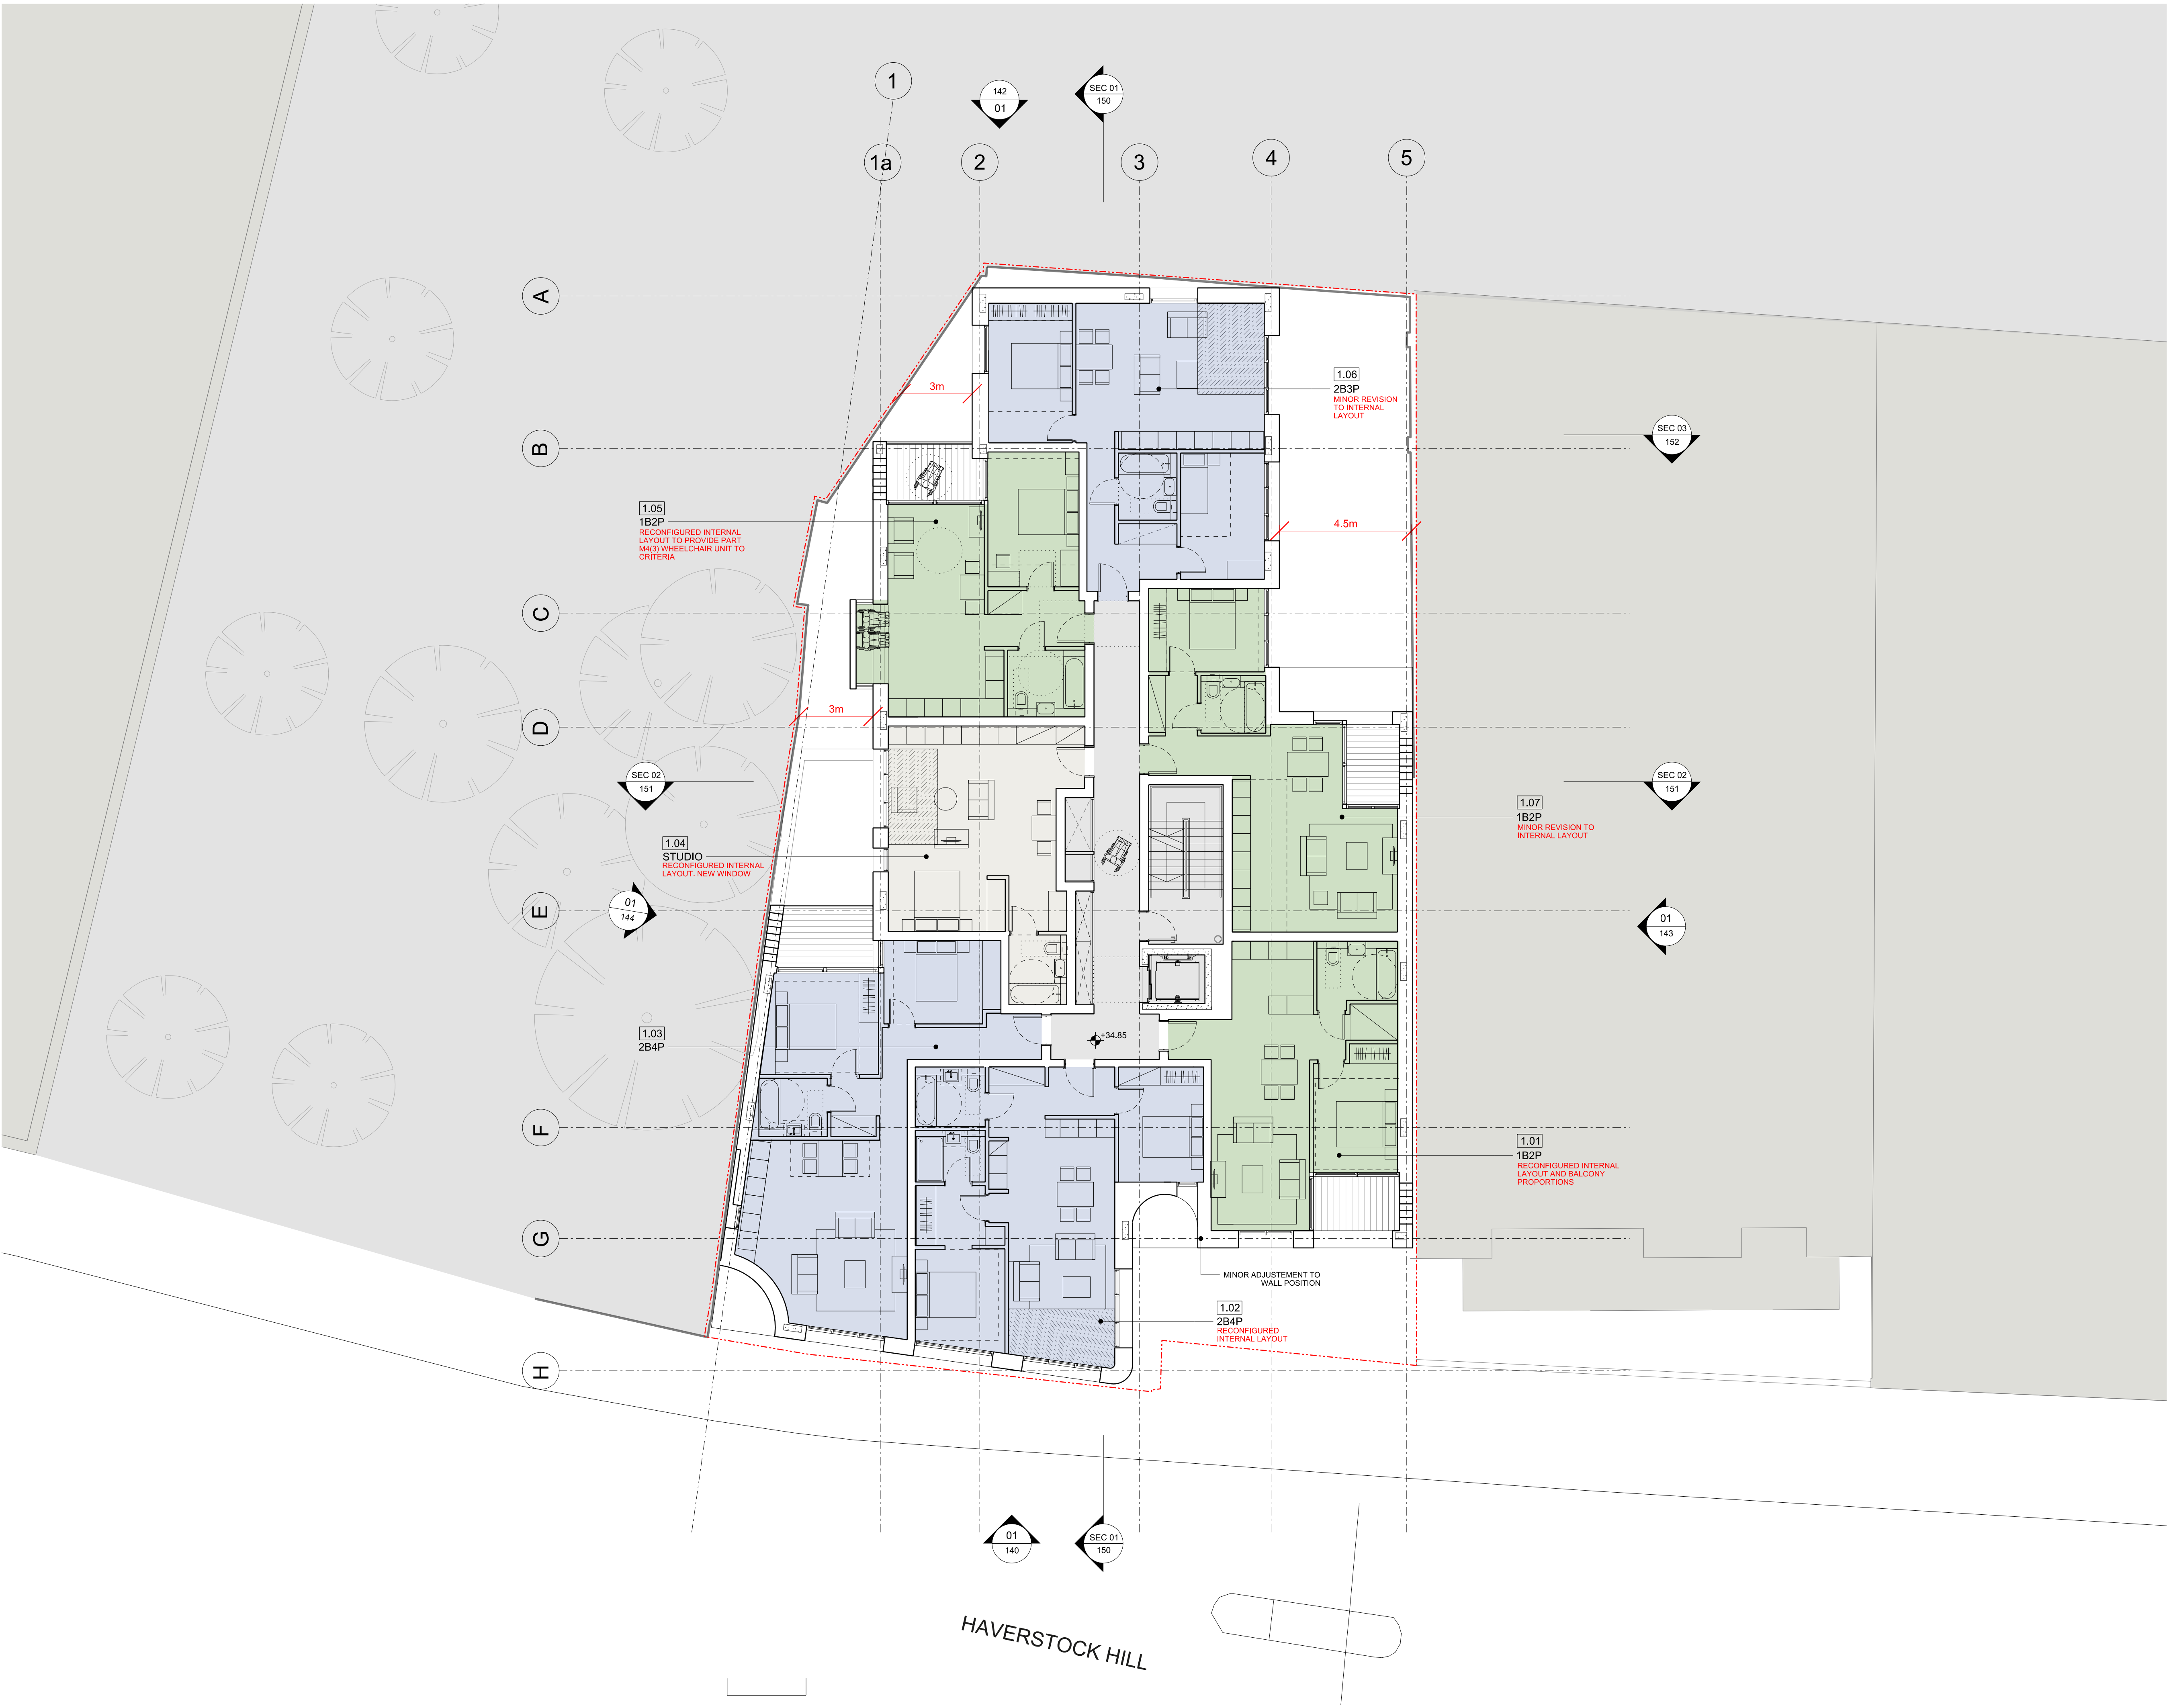 1
142
01
SEC 01
150
1a
2
3
4
5
A
3m
1.06
2B3P
MINOR REVISION
TO INTERNAL
LAYOUT
B
SEC 03
152
1.05
1B2P
RECONFIGURED INTERNAL
LAYOUT TO PROVIDE PART
M4(3) WHEELCHAIR UNIT TO
CRITERIA
4.5m
C
3m
D
SEC 02
151
SEC 02
151
1.07
1B2P
MINOR REVISION TO
INTERNAL LAYOUT
1.04
STUDIO
RECONFIGURED INTERNAL
LAYOUT. NEW WINDOW
E
01
144
01
143
1.03
2B4P
+34.85
F
1.01
1B2P
RECONFIGURED INTERNAL
LAYOUT AND BALCONY
PROPORTIONS
G
MINOR ADJUSTEMENT TO
WALL POSITION
1.02
2B4P
RECONFIGURED
INTERNAL LAYOUT
H
01
140
SEC 01
150
HAVERSTOCK HILL